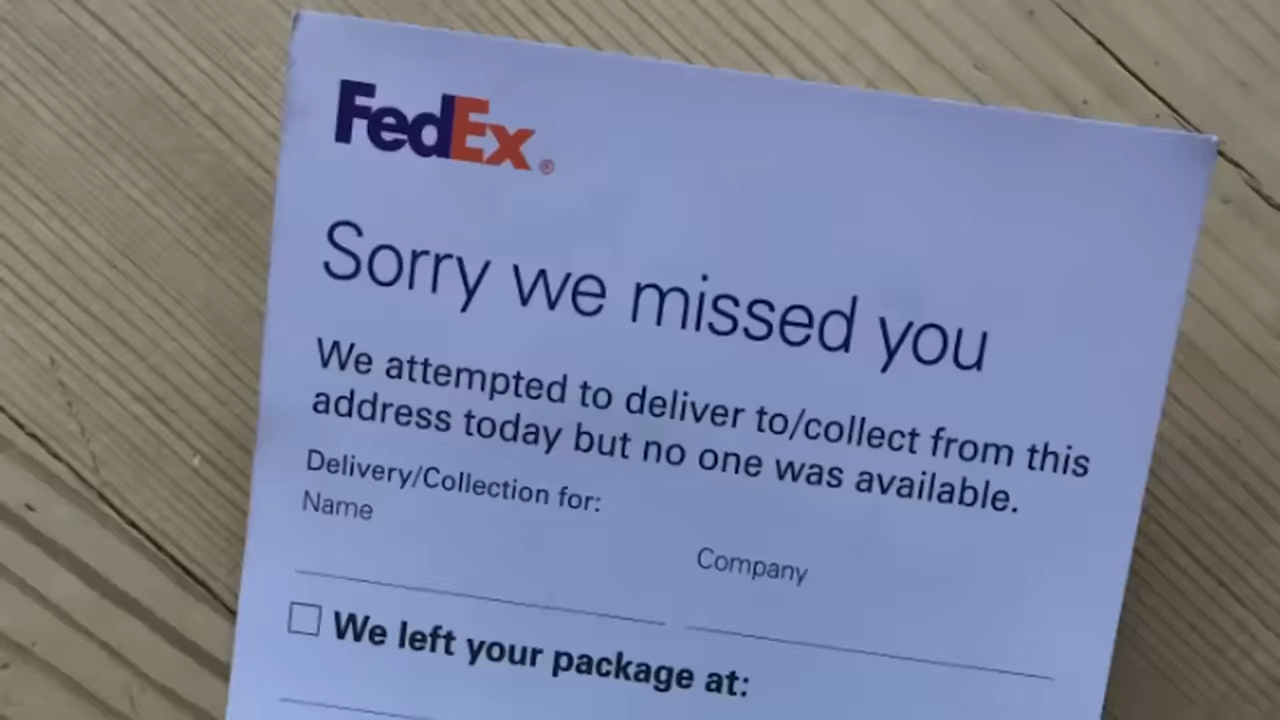 FedEx®
Sorry we missed you
We attempted to deliver to/collect from this
address today but no one was available.
Delivery/Collection for:
Name
Company
We left your package at: